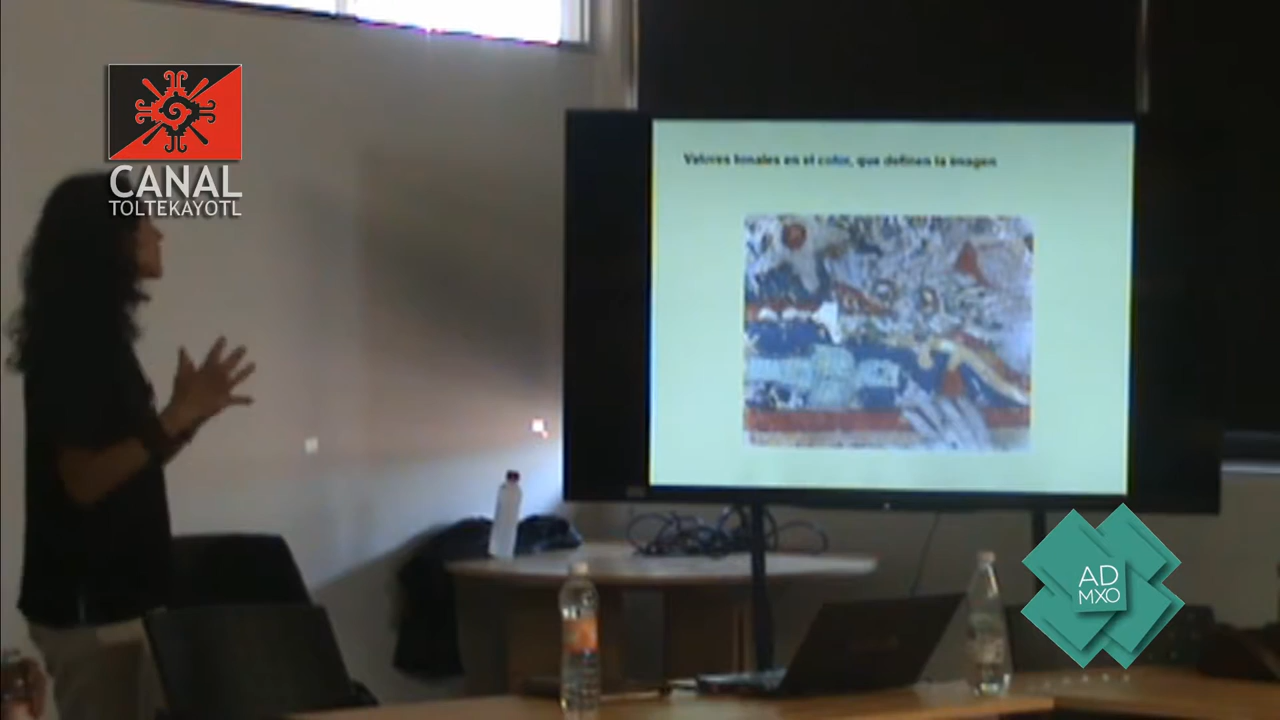 CANAL
TOLTEKAYOTL
Valores tonales en el color, que definen la imagen
AD
MXO